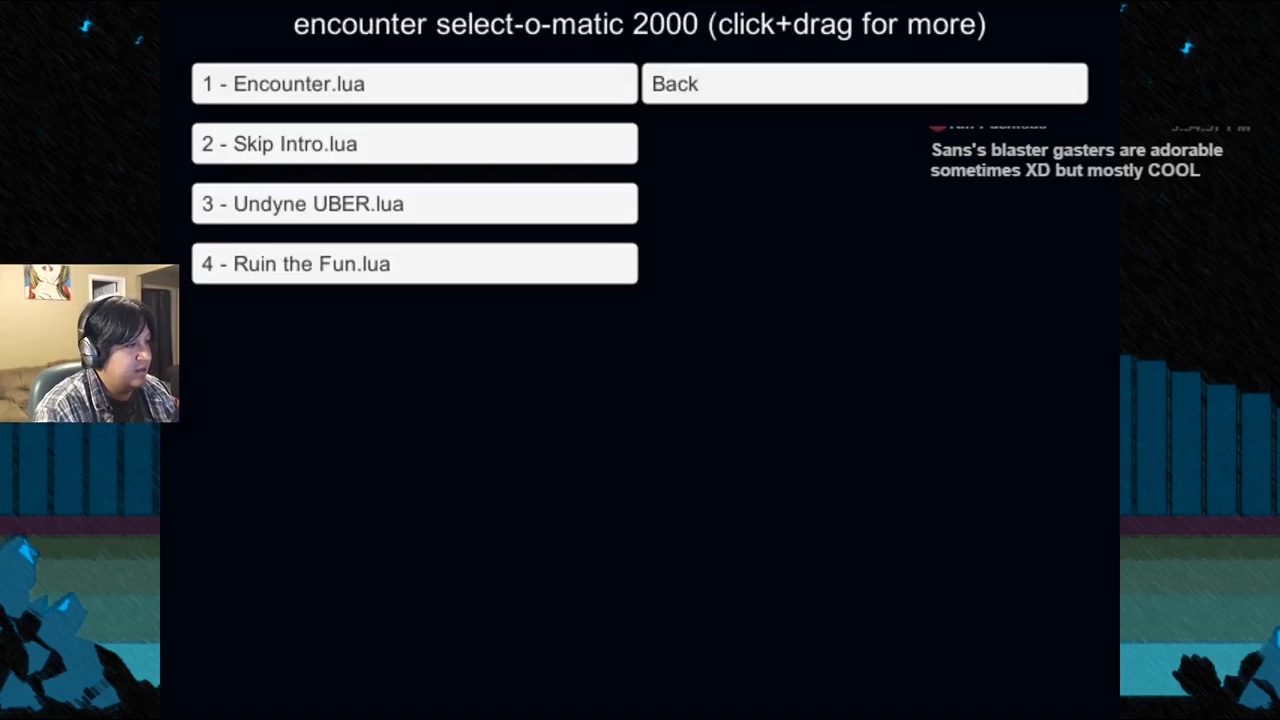 encounter select-o-matic 2000 (click+drag for more)
1 - Encounter.lua
Back
2 - Skip Intro.lua
Sans's blaster gasters are adorable
sometimes XD but mostly COOL
3 - Undyne UBER.lua
4 - Ruin the Fun.lua